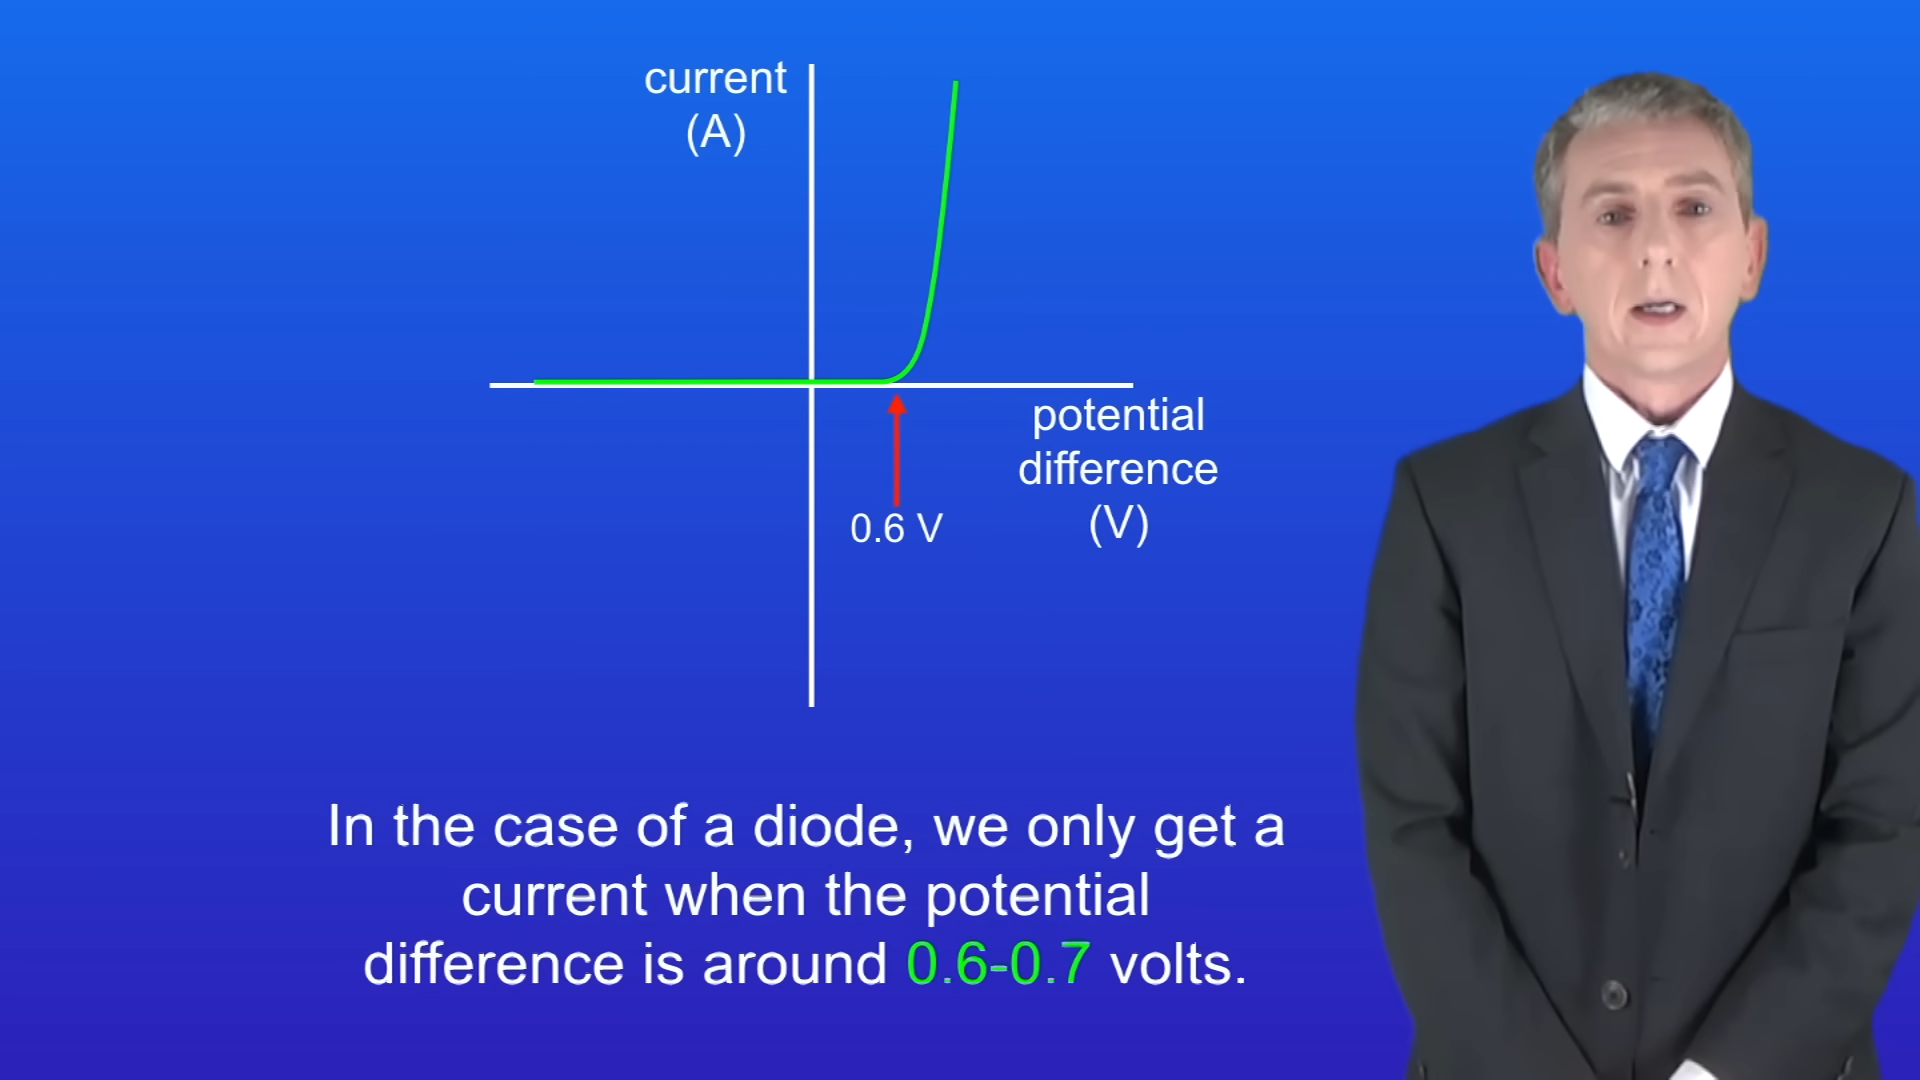 current
(A)
potential
difference
(V)
0.6 V
In the case of a diode, we only get a
current when the potential
difference is around 0.6-0.7 volts.